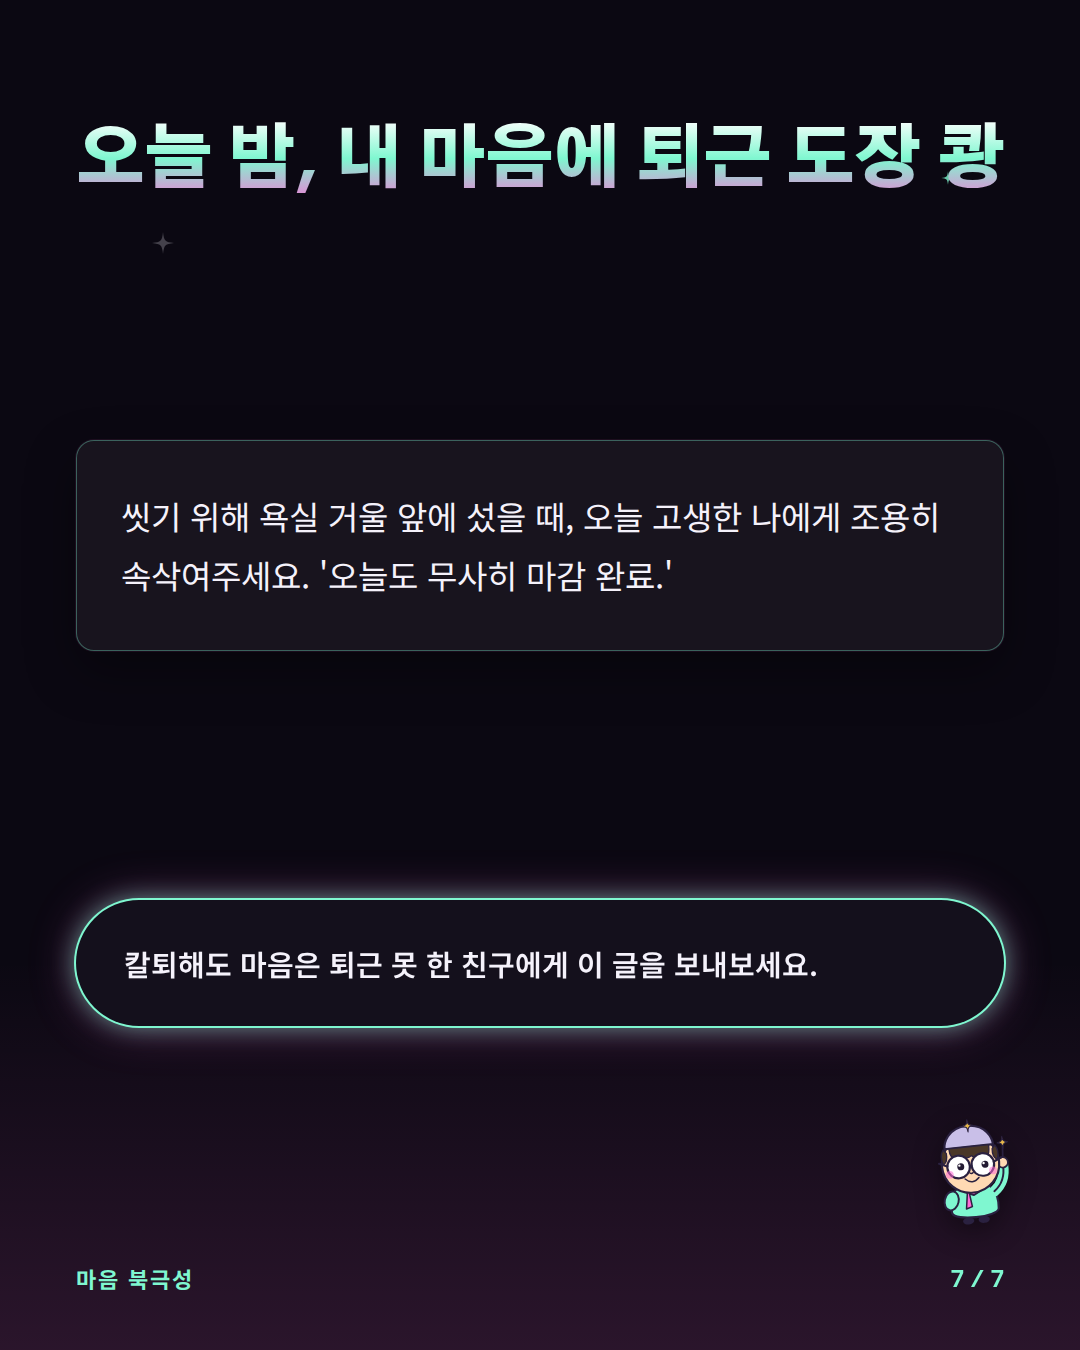 오늘 밤, 내 마음에 퇴근 도장 쾅
씻기 위해 욕실 거울 앞에 섰을 때, 오늘 고생한 나에게 조용히
속삭여주세요. '오늘도 무사히 마감 완료.'
칼퇴해도 마음은 퇴근 못 한 친구에게 이 글을 보내보세요.
마음 북극성
7 / 7